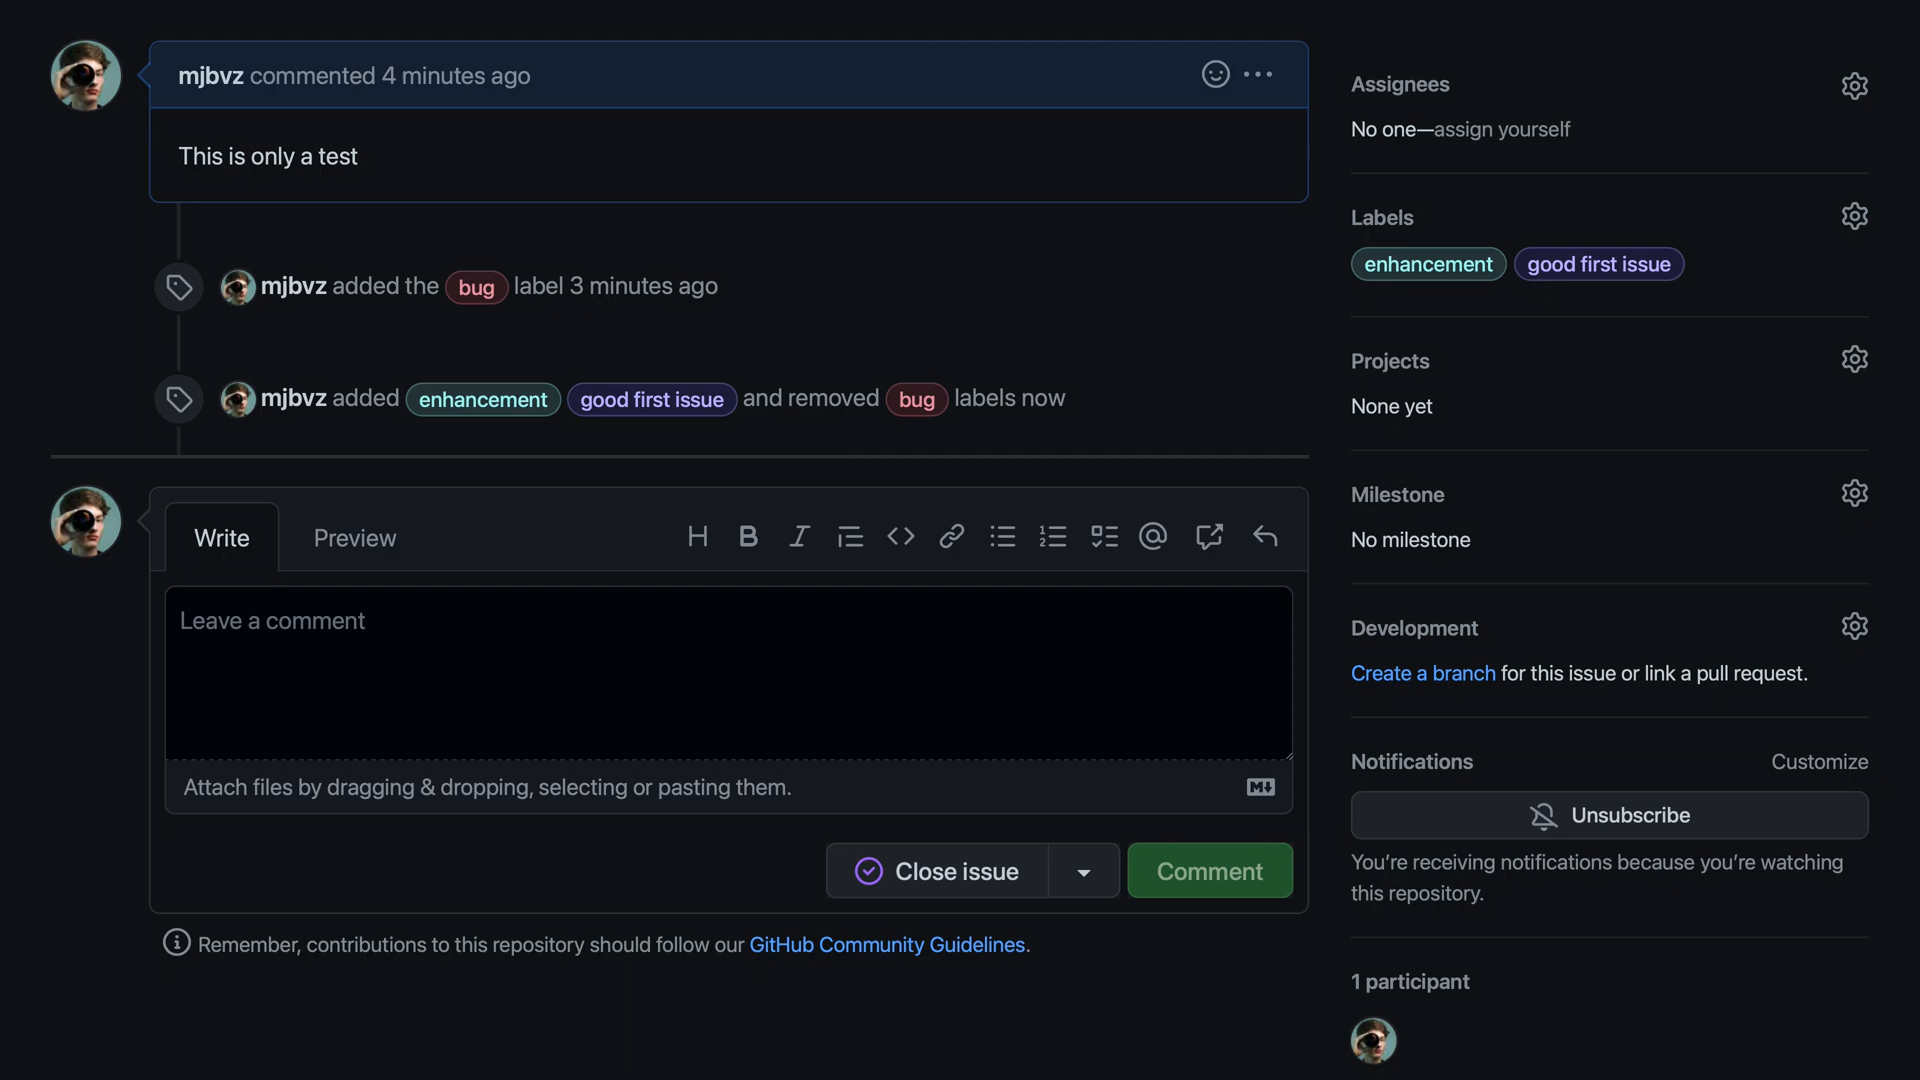 mjbvz commented 4 minutes ago
This is only a test
mjbvz added the bug label 3 minutes ago
mjbvz added enhancement good first issue and removed bug labels now
Write Preview H B I
Leave a comment
Attach files by dragging & dropping, selecting or pasting them.
Close issue Comment
Remember, contributions to this repository should follow our GitHub Community Guidelines.
Assignees
No one—assign yourself
Labels
enhancement good first issue
Projects
None yet
Milestone
No milestone
Development
Create a branch for this issue or link a pull request.
Notifications Customize
Unsubscribe
You’re receiving notifications because you’re watching
this repository.
1 participant